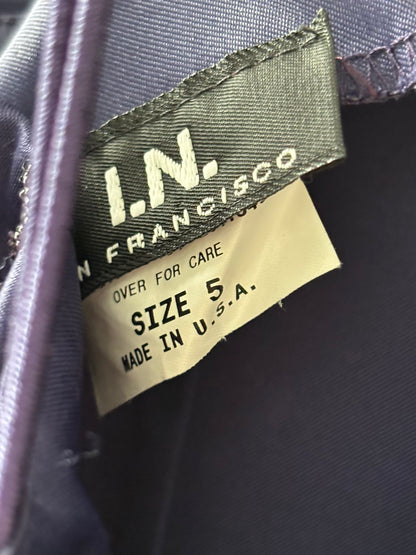 I.N.
N FRANCISCO
OVER FOR CARE
SIZE 5
MADE IN U.S.A.